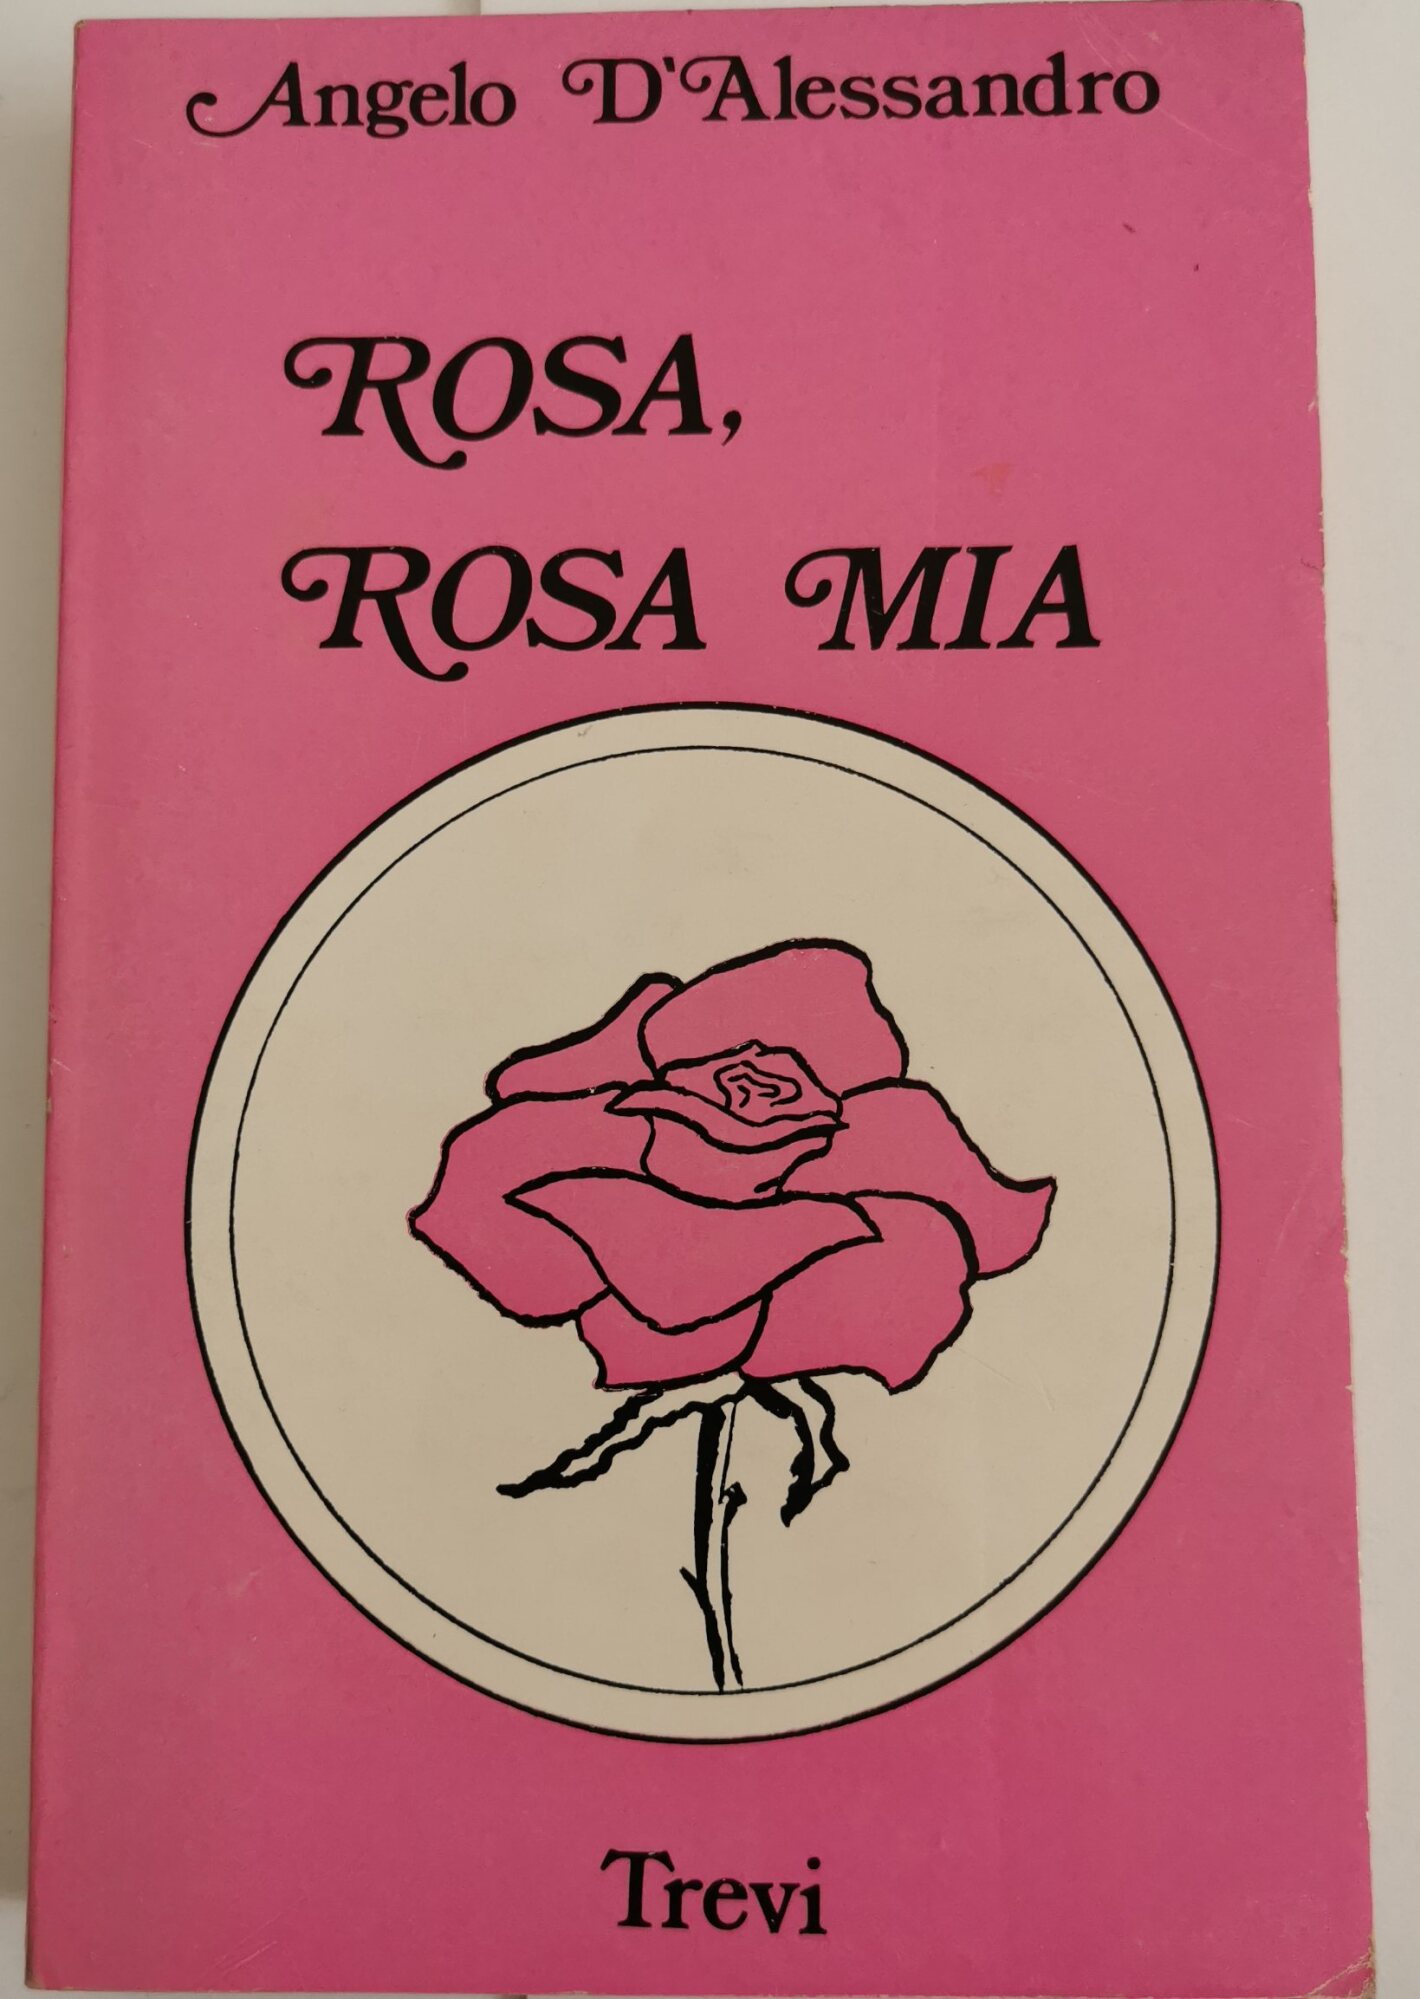 Angelo D'Alessandro
ROSA,
ROSA MIA
Trevi